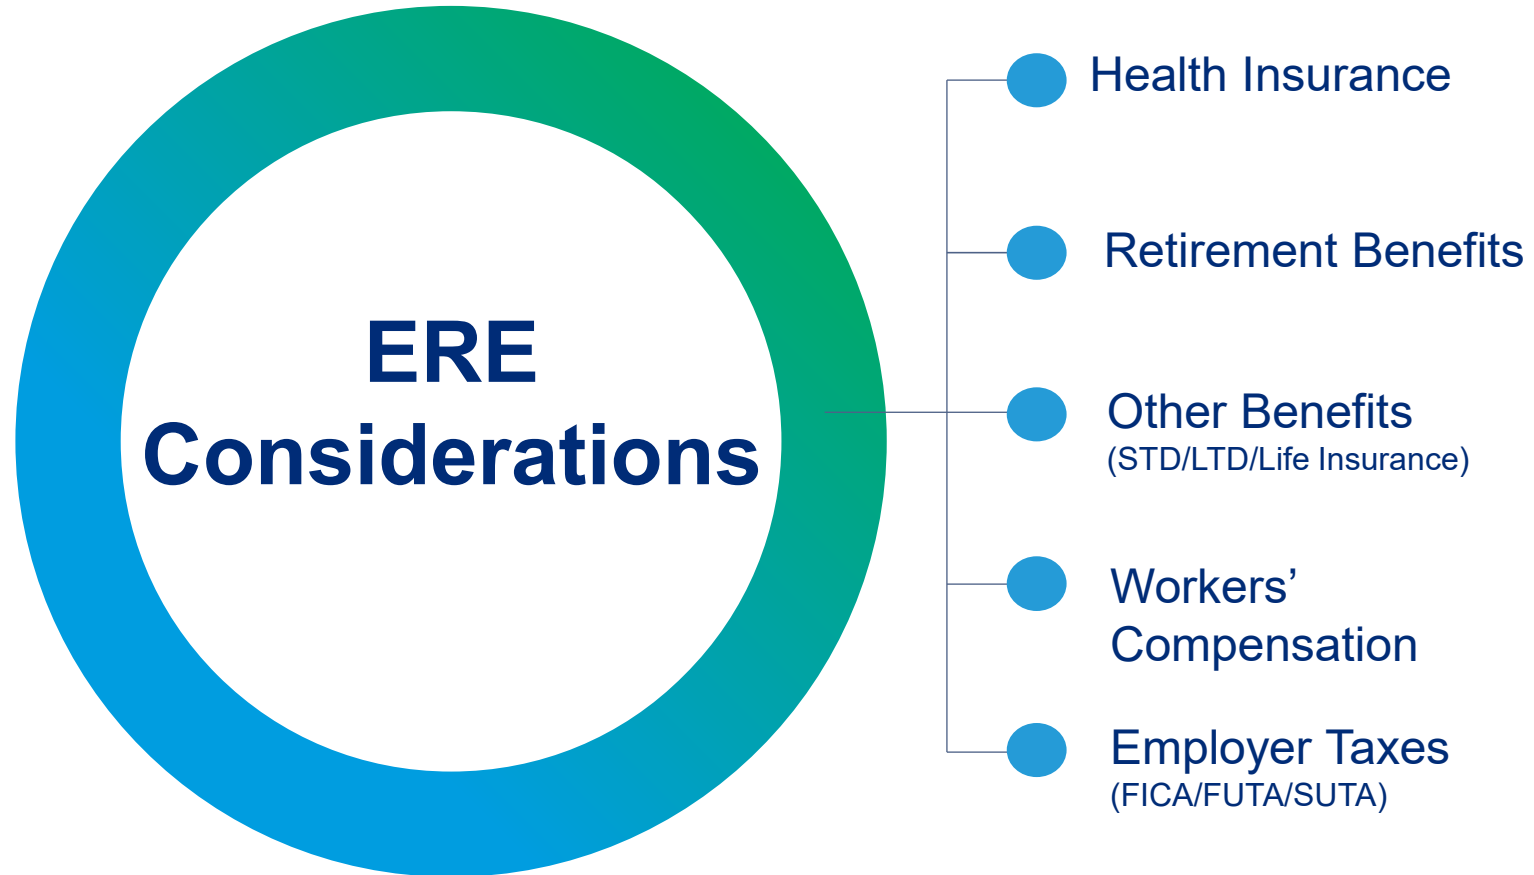 ERE
Considerations
Health Insurance
Retirement Benefits
Other Benefits
(STD/LTD/Life Insurance)
Workers’
Compensation
Employer Taxes
(FICA/FUTA/SUTA)